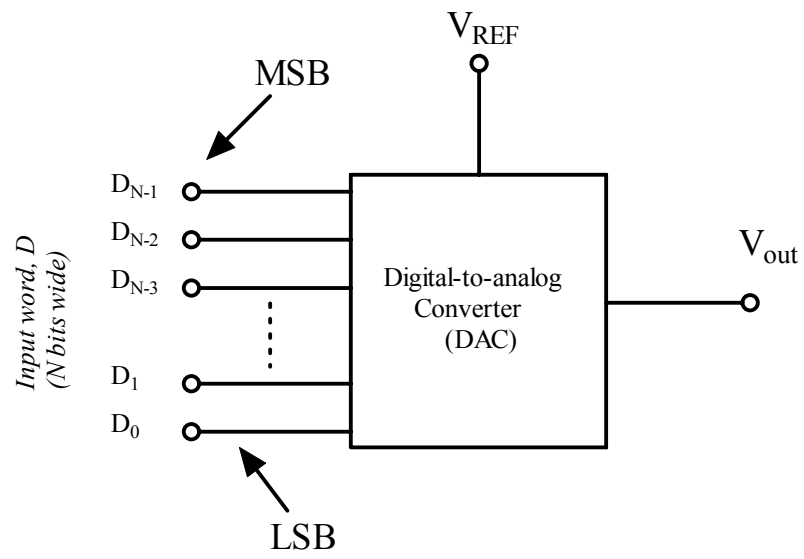 V_REF
MSB
D_N-1
D_N-2
D_N-3
D_1
D_0
Input word, D
(N bits wide)
Digital-to-analog
Converter
(DAC)
V_out
LSB